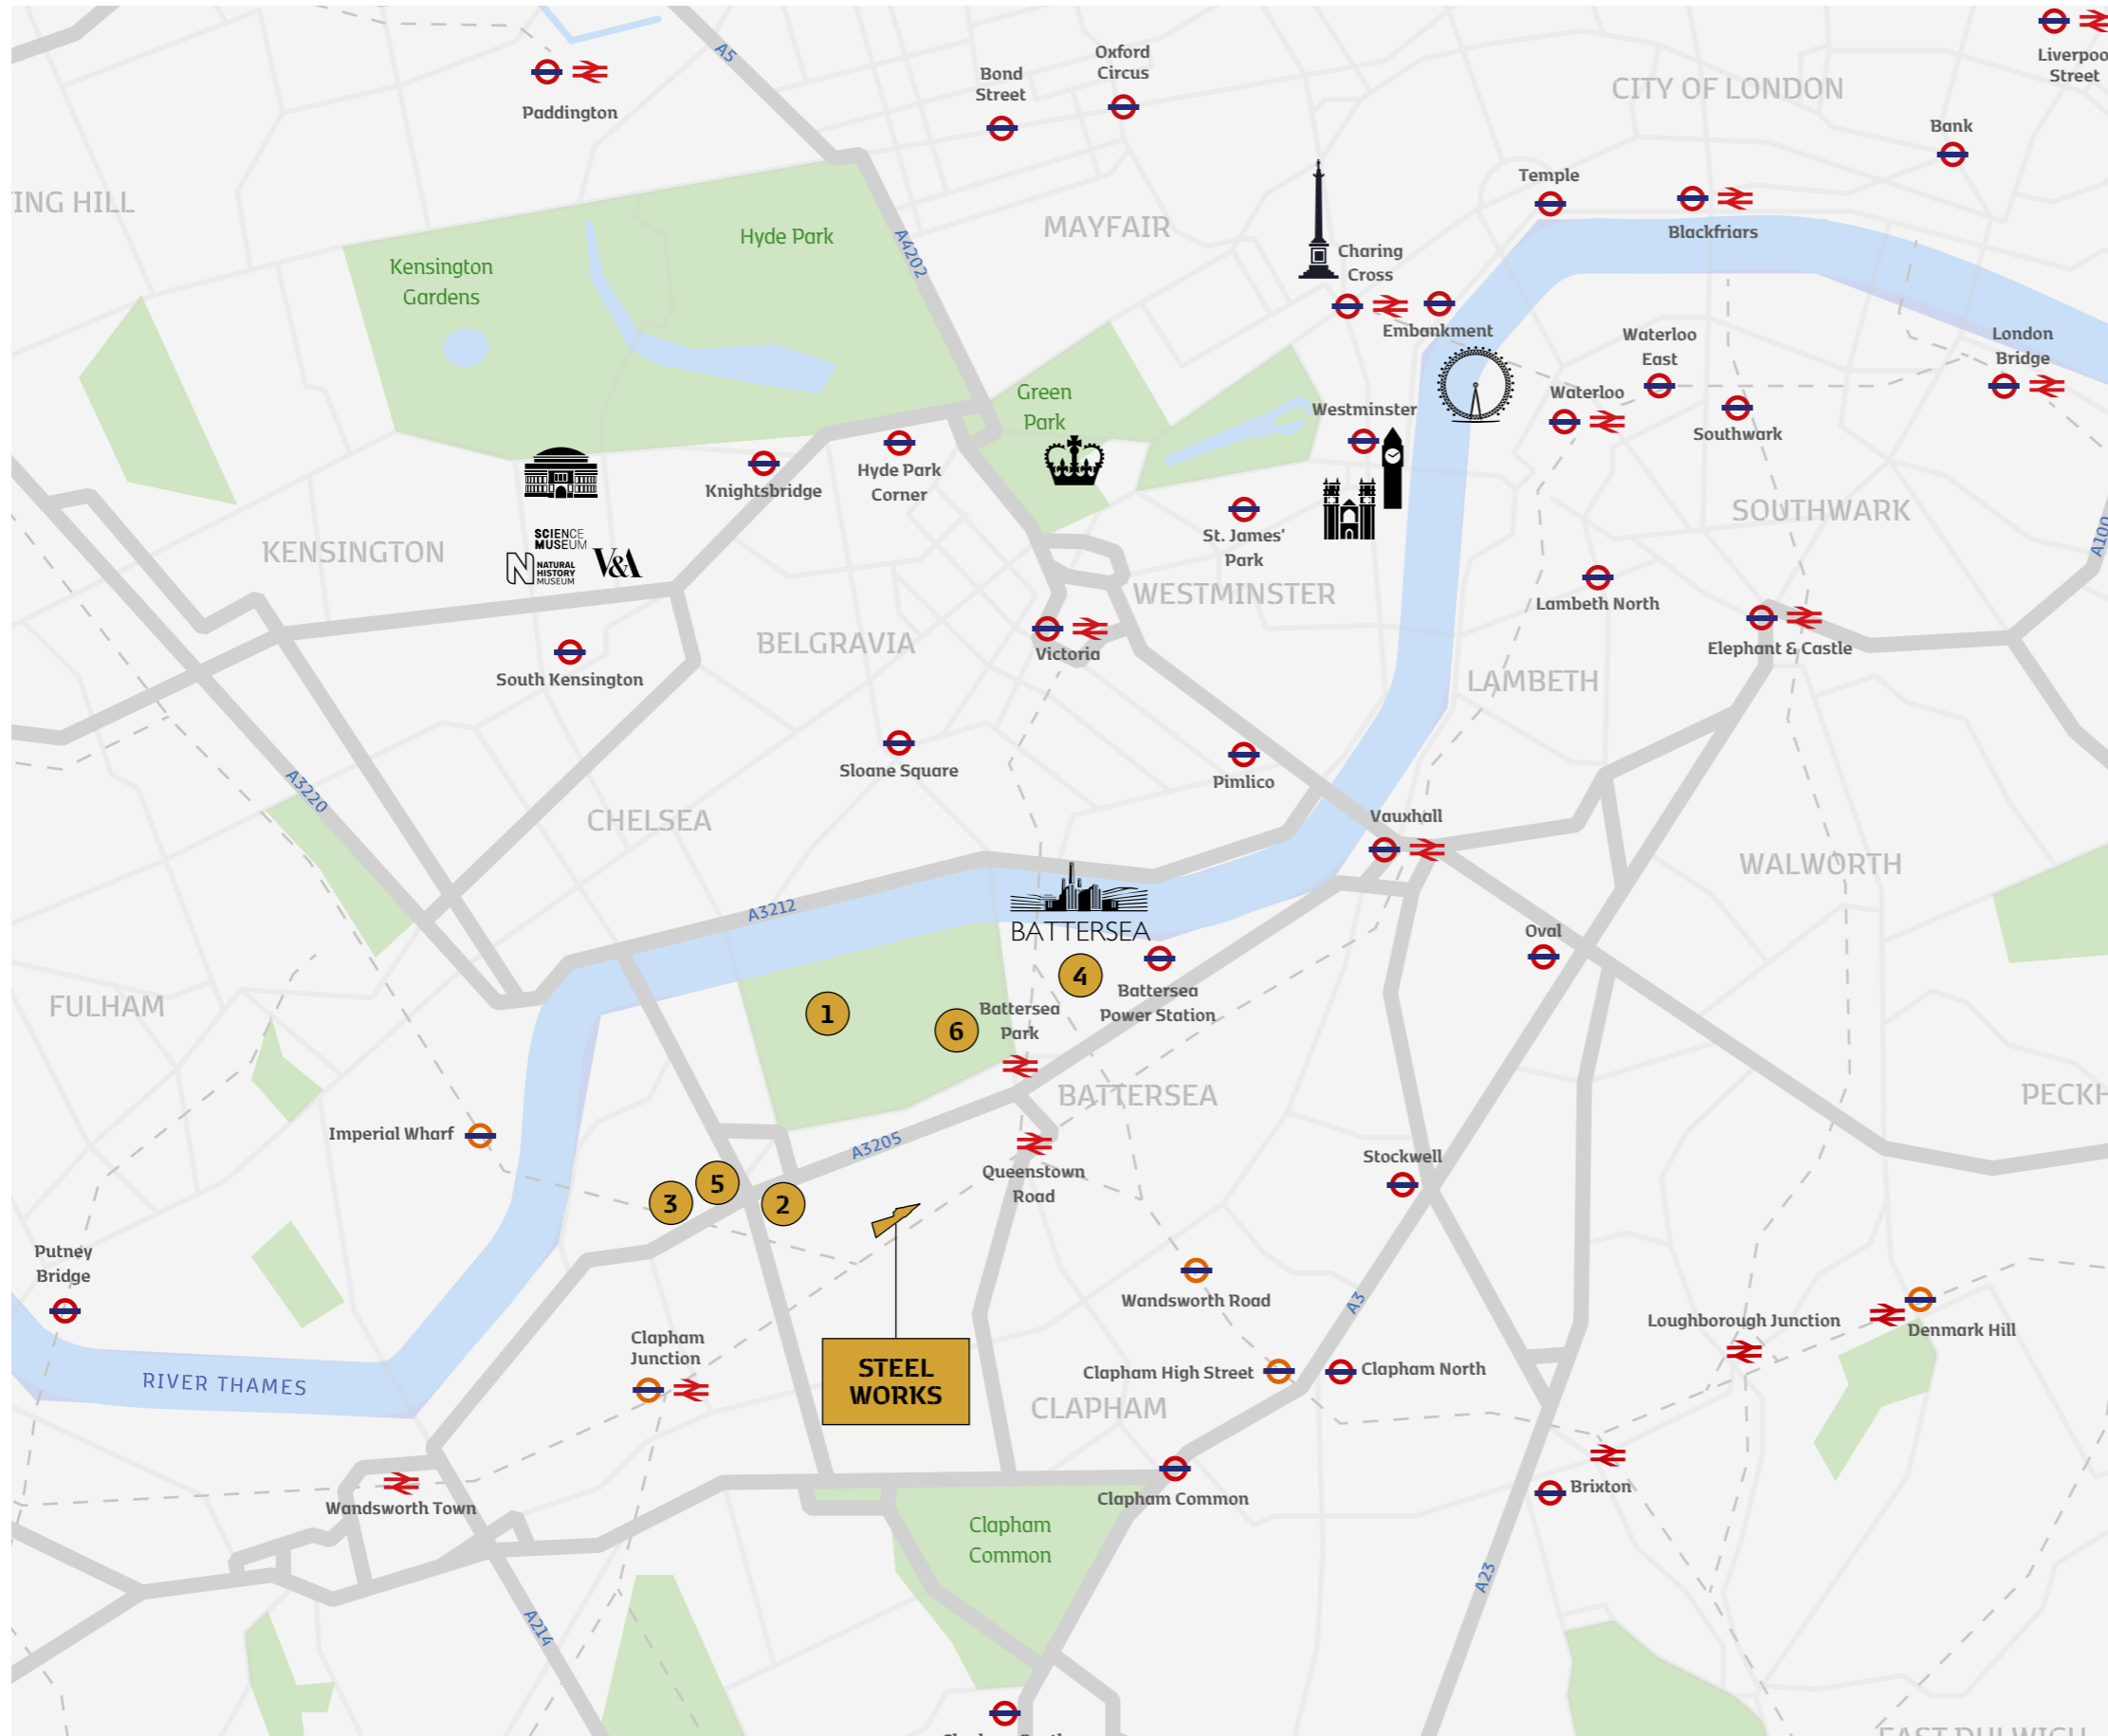 A5
Paddington
Bond
Street
Oxford
Circus
CITY OF LONDON
Street
Bank
Temple
Blackfriars
ING HILL
MAYFAIR
Hyde Park
Kensington
Gardens
A4202
Charing
Cross
Embankment
Waterloo
East
London
Bridge
Green
Park
Westminster
Waterloo
Southwark
Knightsbridge
Hyde Park
Corner
SOUTHWARK
St. James'
Park
A100
KENSINGTON
SCIENCE
MUSEUM
N NATURAL
HISTORY
MUSEUM
V&A
WESTMINSTER
Lambeth North
BELGRAVIA
Victoria
Elephant & Castle
South Kensington
LAMBETH
Sloane Square
Pimlico
A3220
CHELSEA
Vauxhall
WALWORTH
A3212
BATTERSEA
Oval
4
FULHAM
1
6
Battersea
Park
Battersea
Power Station
BATTERSEA
PECKH
Imperial Wharf
A3205
Stockwell
Queenstown
Road
3
5
2
Putney
Bridge
Wandsworth Road
A3
Loughborough Junction
Denmark Hill
Clapham
Junction
STEEL
WORKS
Clapham High Street
Clapham North
RIVER THAMES
CLAPHAM
Wandsworth Town
Clapham Common
Brixton
Clapham
Common
A23
A214